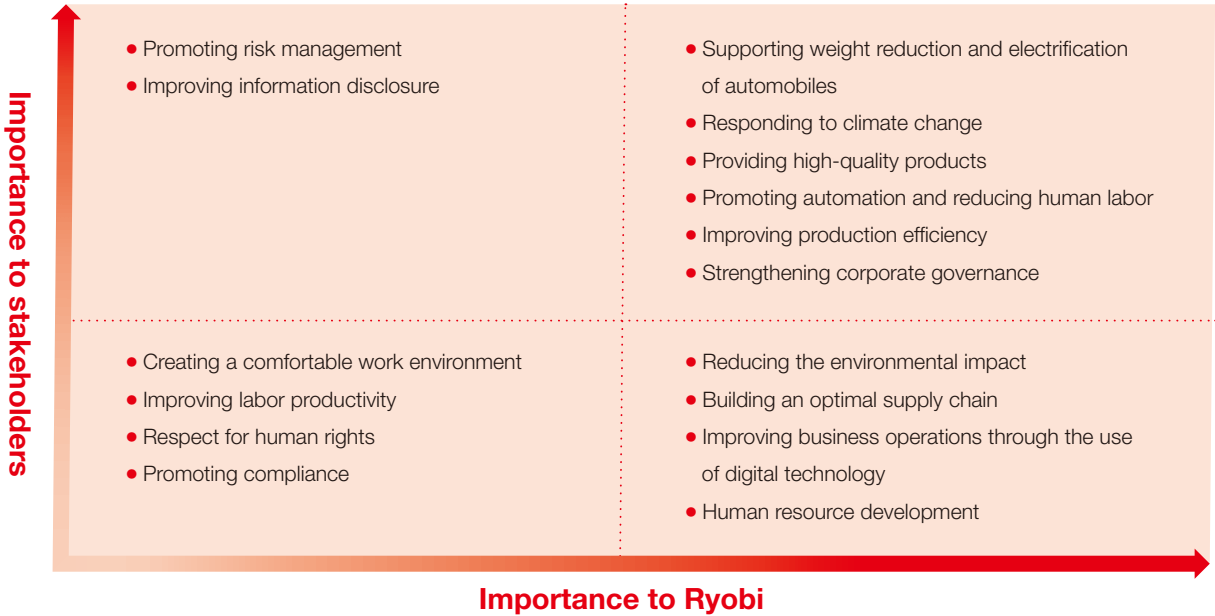 Importance to stakeholders
● Promoting risk management
● Improving information disclosure
● Supporting weight reduction and electrification
of automobiles
● Responding to climate change
● Providing high-quality products
● Promoting automation and reducing human labor
● Improving production efficiency
● Strengthening corporate governance
● Creating a comfortable work environment
● Improving labor productivity
● Respect for human rights
● Promoting compliance
● Reducing the environmental impact
● Building an optimal supply chain
● Improving business operations through the use
of digital technology
● Human resource development
Importance to Ryobi